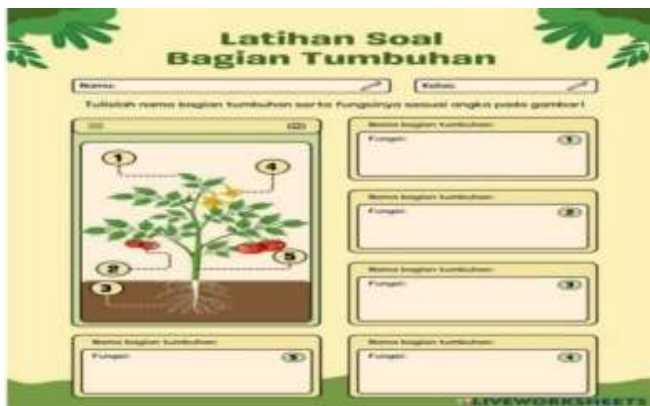 Latihan Soal
Bagian Tumbuhan
Nama:
Kelas:
Tulislah nama bagian tumbuhan serta fungsinya sesuai angka pada gambar!
1
4
2
5
3
Nama bagian tumbuhan:
Fungsi:
1
Nama bagian tumbuhan:
Fungsi:
2
Nama bagian tumbuhan:
Fungsi:
3
Nama bagian tumbuhan:
Fungsi:
5
Nama bagian tumbuhan:
Fungsi:
4
LIVEWORKSHEETS